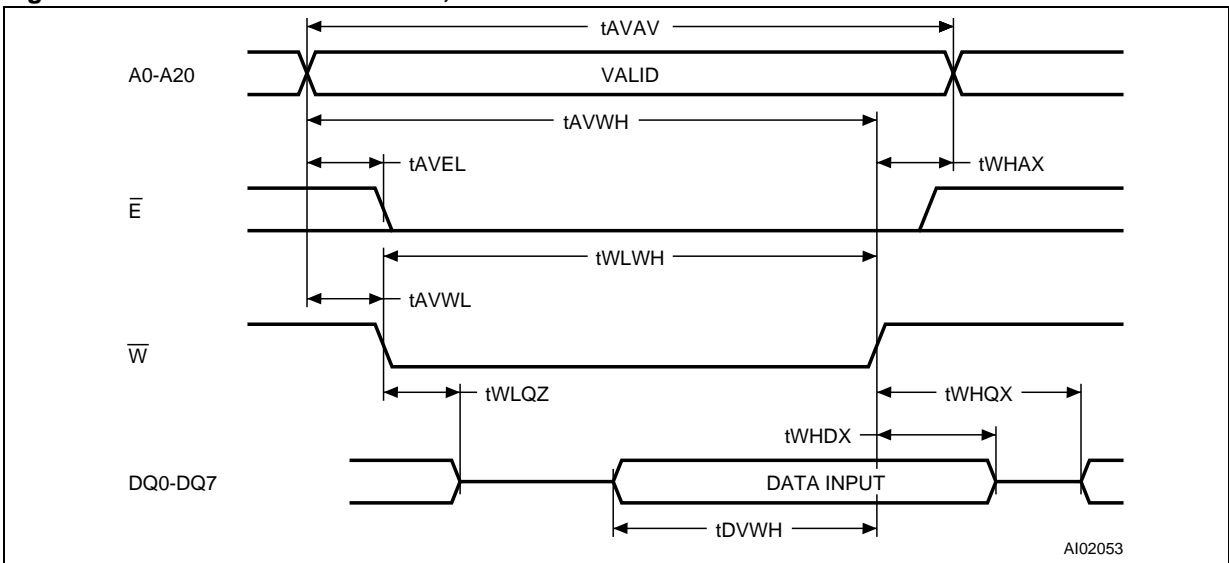 tAVAV
A0-A20
VALID
tAVWH
tAVEL
tWHAX
E̅
tWLWH
tAVWL
W̅
tWLQZ
tWHQX
tWHDX
DQ0-DQ7
DATA INPUT
tDVWH
AI02053